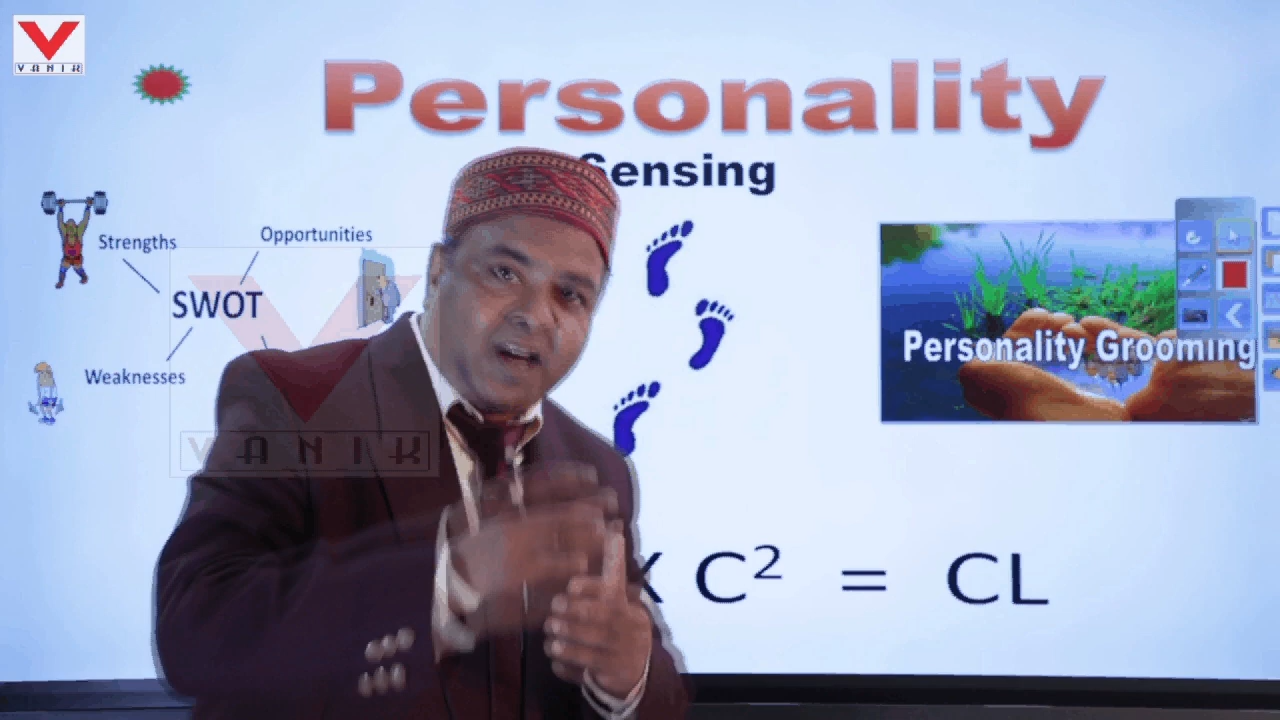 VANIK
Personality
Sensing
Strengths
Opportunities
SWOT
Weaknesses
VANIK
Personality Grooming
X C² = CL